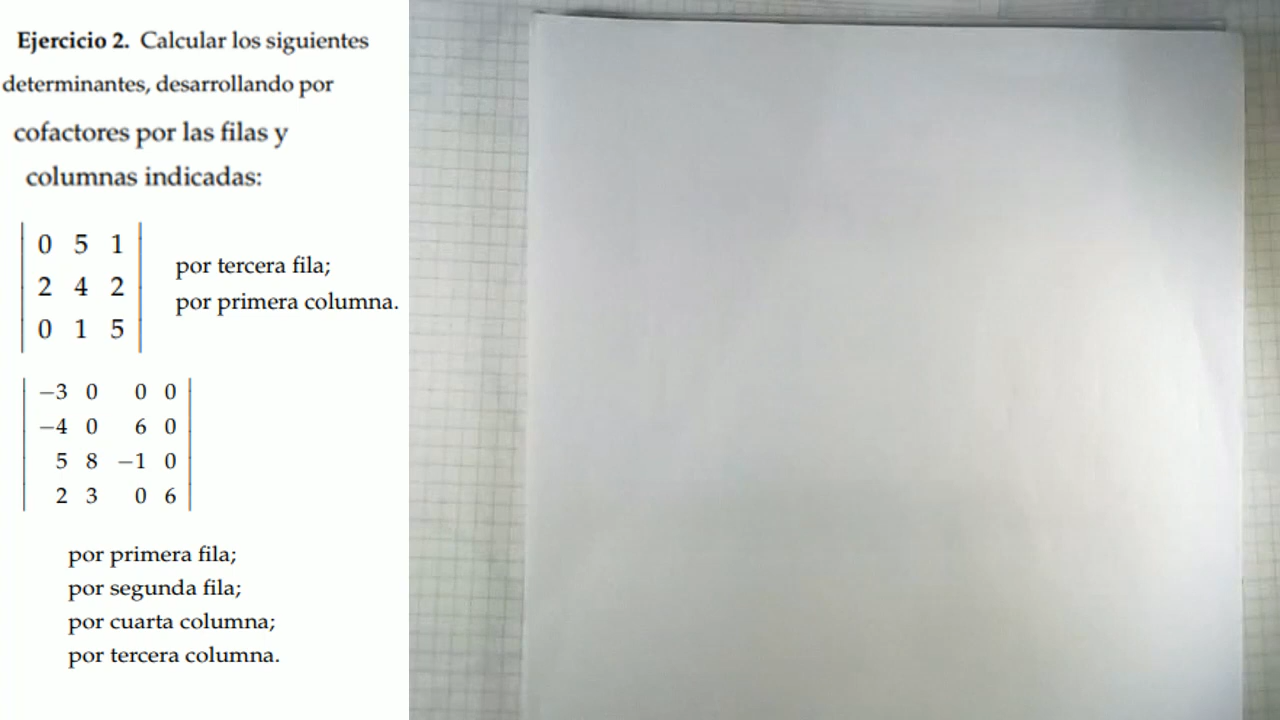 Ejercicio 2. Calcular los siguientes
determinantes, desarrollando por
cofactores por las filas y
columnas indicadas:
0 5 1
2 4 2
0 1 5
por tercera fila;
por primera columna.
−3 0 0 0
−4 0 6 0
5 8 −1 0
2 3 0 6
por primera fila;
por segunda fila;
por cuarta columna;
por tercera columna.